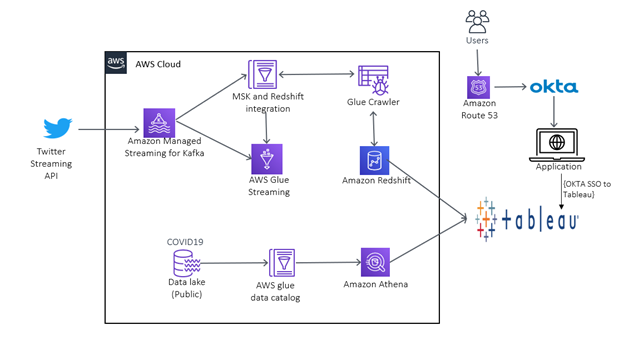 Users
aws
AWS Cloud
MSK and Redshift
integration
Glue Crawler
53
Amazon
Route 53
okta
Twitter
Streaming
API
Amazon Managed
Streaming for Kafka
AWS Glue
Streaming
Amazon Redshift
Application
(OKTA SSO to
Tableau)
tableau
COVID19
Data lake
(Public)
AWS glue
data catalog
Amazon Athena